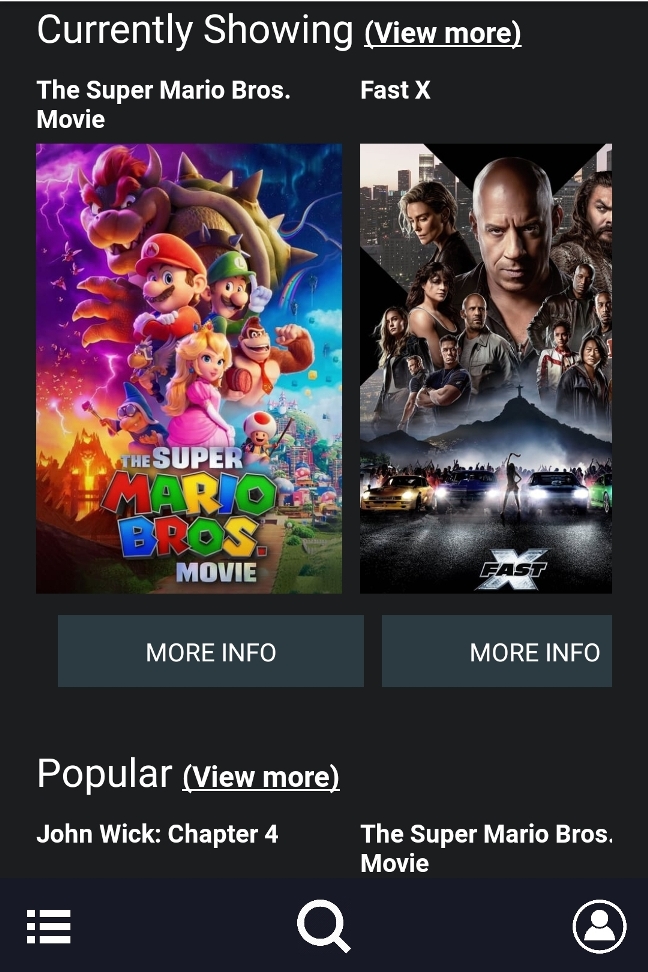 Currently Showing (View more)
The Super Mario Bros.
Movie
Fast X
THE SUPER
MARIO
BROS.
MOVIE
FAST X
MORE INFO
MORE INFO
Popular (View more)
John Wick: Chapter 4
The Super Mario Bros.
Movie